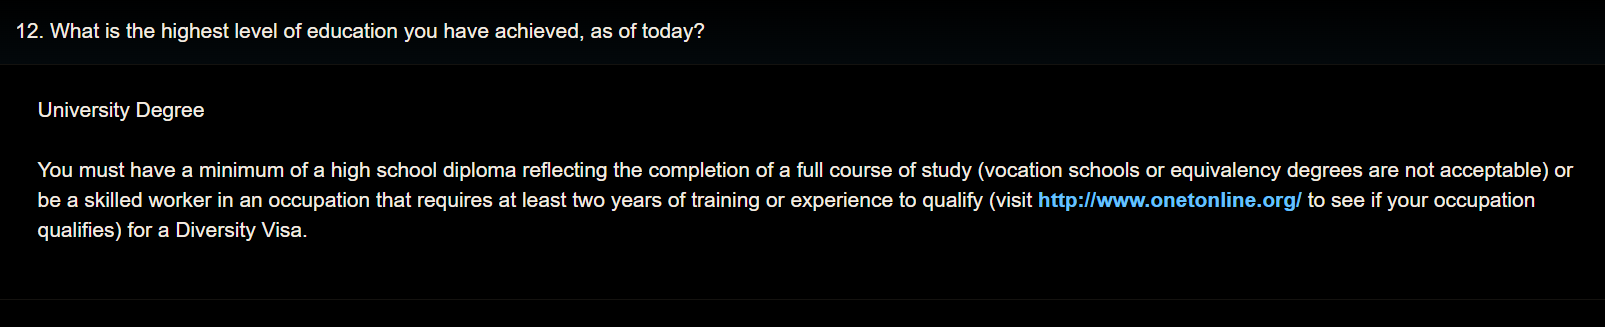 12. What is the highest level of education you have achieved, as of today?
University Degree
You must have a minimum of a high school diploma reflecting the completion of a full course of study (vocation schools or equivalency degrees are not acceptable) or
be a skilled worker in an occupation that requires at least two years of training or experience to qualify (visit http://www.onetonline.org/ to see if your occupation
qualifies) for a Diversity Visa.